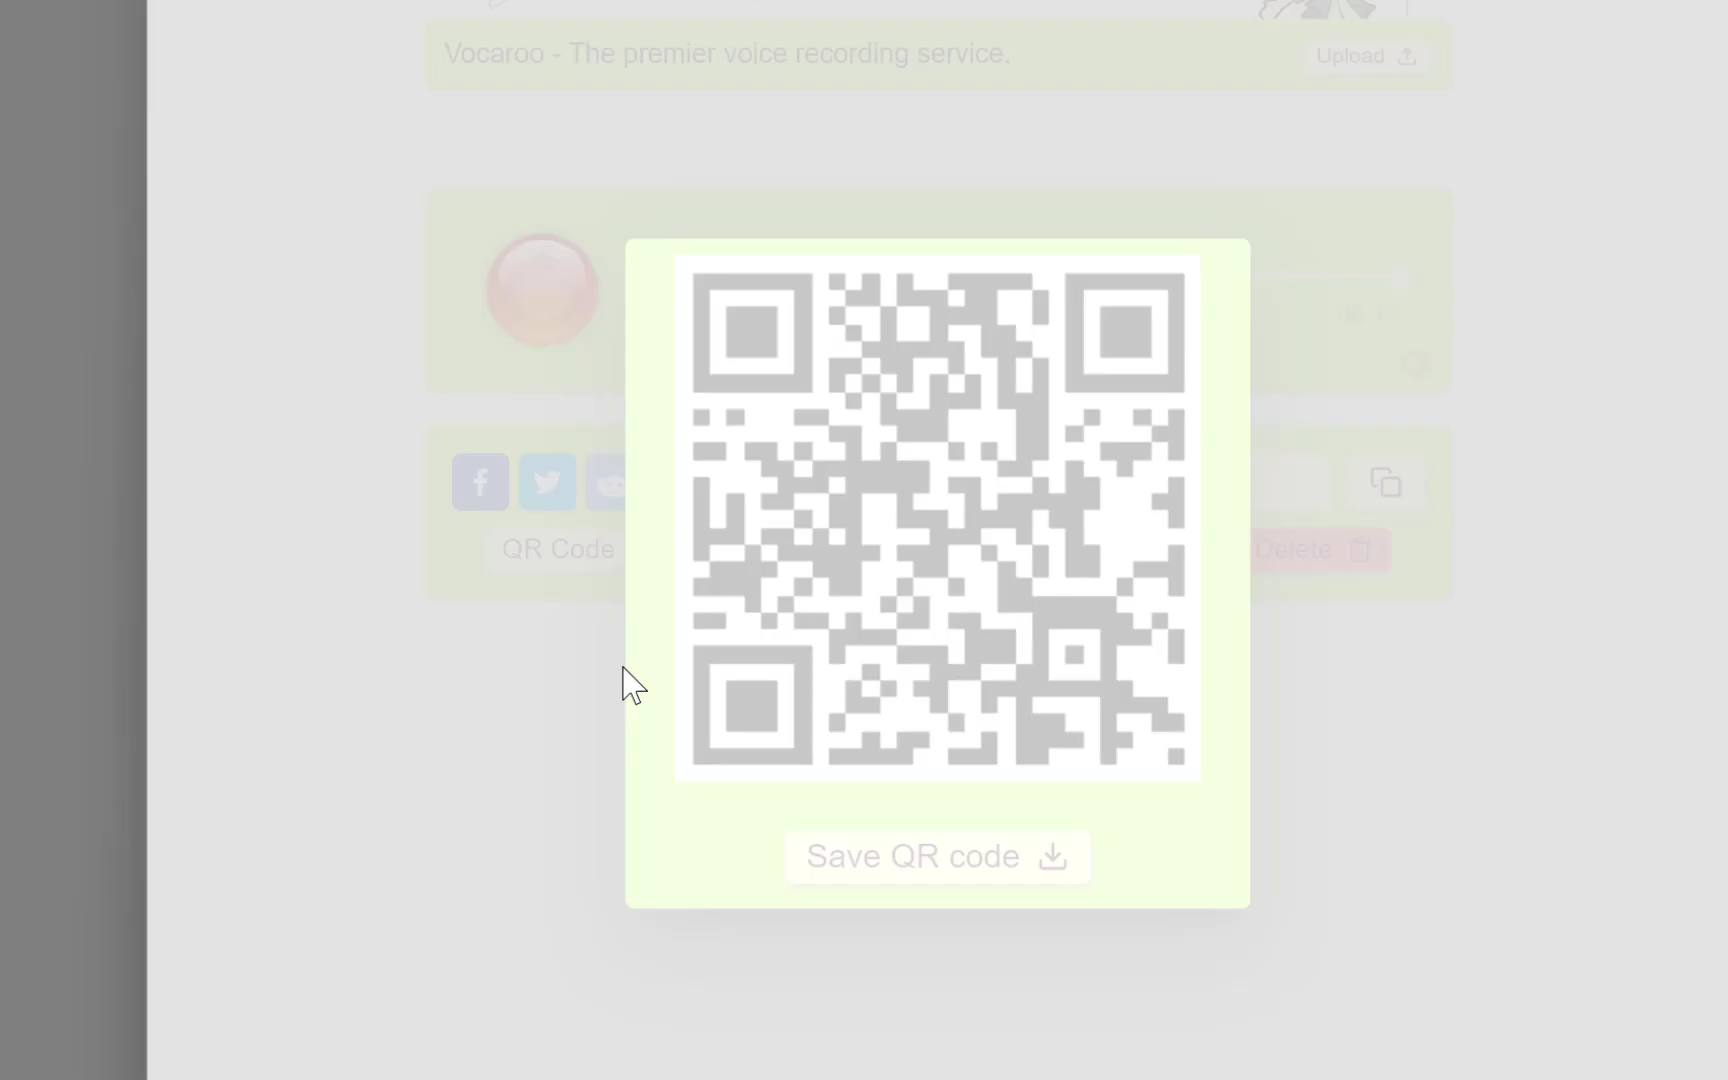 Vocaroo - The premier voice recording service.
Upload
QR Code
Delete
Save QR code